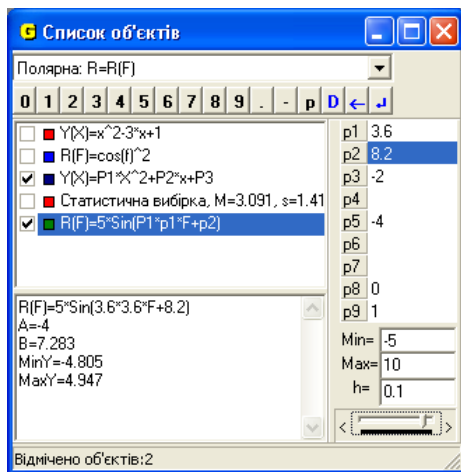 G Список об'єктів
Полярна: R=R(F)
0 1 2 3 4 5 6 7 8 9 . - p D ← ↲
Y(X)=x^2-3*x+1
R(F)=cos(f)^2
Y(X)=P1*X^2+P2*x+P3
Статистична вибірка, M=3.091, s=1.41
R(F)=5*Sin(P1*p1*F+p2)
p1 3.6
p2 8.2
p3 -2
p4
p5 -4
p6
p7
p8 0
p9 1
R(F)=5*Sin(3.6*3.6*F+8.2)
A=-4
B=7.283
MinY=-4.805
MaxY=4.947
Min= -5
Max= 10
h= 0.1
< >
Відмічено об'єктів:2